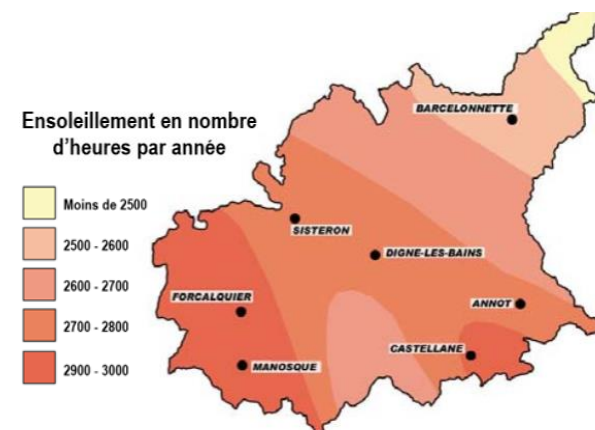 Ensoleillement en nombre
d'heures par année
Moins de 2500
2500 - 2600
2600 - 2700
2700 - 2800
2900 - 3000
BARCELONNETTE
SISTERON
DIGNE-LES-BAINS
FORCALQUIER
ANNOT
CASTELLANE
MANOSQUE